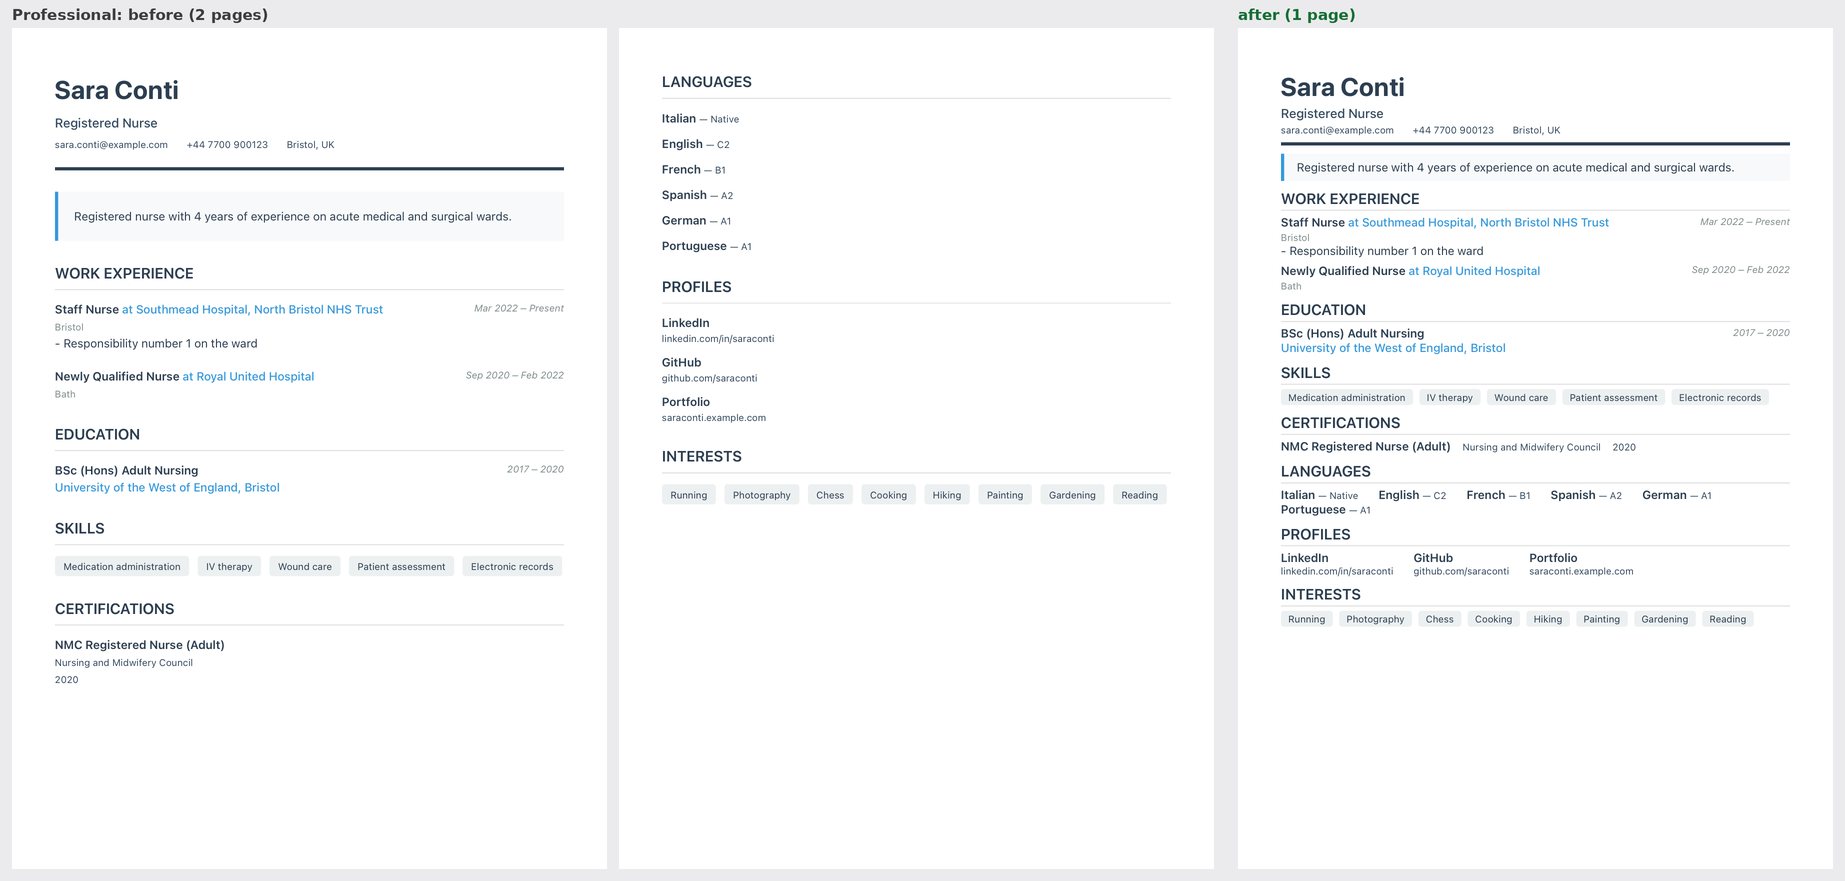 Professional: before (2 pages)
Sara Conti
Registered Nurse
sara.conti@example.com +44 7700 900123 Bristol, UK
Registered nurse with 4 years of experience on acute medical and surgical wards.
WORK EXPERIENCE
Staff Nurse at Southmead Hospital, North Bristol NHS Trust Mar 2022 – Present
Bristol
- Responsibility number 1 on the ward
Newly Qualified Nurse at Royal United Hospital Sep 2020 – Feb 2022
Bath
EDUCATION
BSc (Hons) Adult Nursing 2017 – 2020
University of the West of England, Bristol
SKILLS
Medication administration IV therapy Wound care Patient assessment Electronic records
CERTIFICATIONS
NMC Registered Nurse (Adult)
Nursing and Midwifery Council
2020
LANGUAGES
Italian — Native
English — C2
French — B1
Spanish — A2
German — A1
Portuguese — A1
PROFILES
LinkedIn
linkedin.com/in/saraconti
GitHub
github.com/saraconti
Portfolio
saraconti.example.com
INTERESTS
Running Photography Chess Cooking Hiking Painting Gardening Reading
after (1 page)
Sara Conti
Registered Nurse
sara.conti@example.com +44 7700 900123 Bristol, UK
Registered nurse with 4 years of experience on acute medical and surgical wards.
WORK EXPERIENCE
Staff Nurse at Southmead Hospital, North Bristol NHS Trust Mar 2022 – Present
Bristol
- Responsibility number 1 on the ward
Newly Qualified Nurse at Royal United Hospital Sep 2020 – Feb 2022
Bath
EDUCATION
BSc (Hons) Adult Nursing 2017 – 2020
University of the West of England, Bristol
SKILLS
Medication administration IV therapy Wound care Patient assessment Electronic records
CERTIFICATIONS
NMC Registered Nurse (Adult) Nursing and Midwifery Council 2020
LANGUAGES
Italian — Native English — C2 French — B1 Spanish — A2 German — A1
Portuguese — A1
PROFILES
LinkedIn GitHub Portfolio
linkedin.com/in/saraconti github.com/saraconti saraconti.example.com
INTERESTS
Running Photography Chess Cooking Hiking Painting Gardening Reading